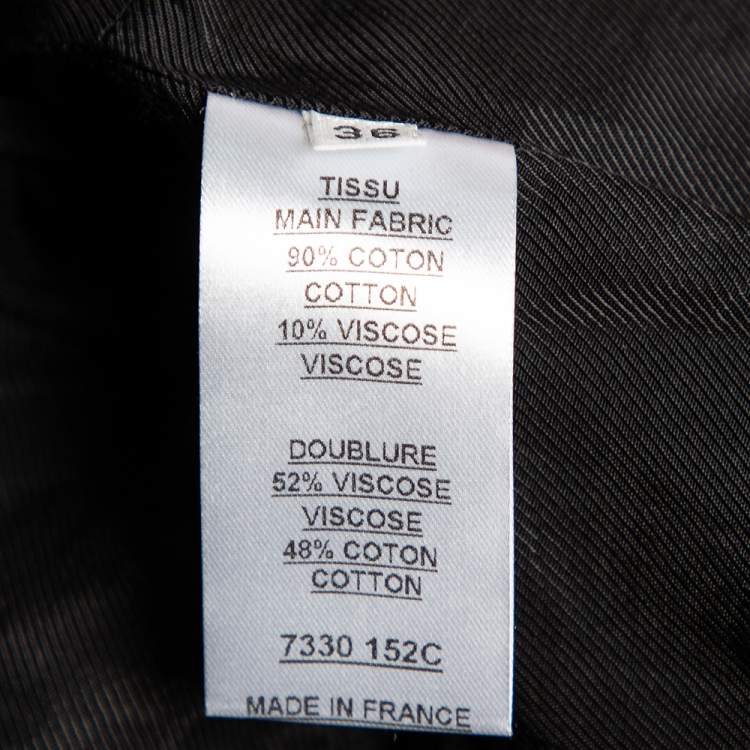 36
TISSU
MAIN FABRIC
90% COTON
COTTON
10% VISCOSE
VISCOSE
DOUBLURE
52% VISCOSE
VISCOSE
48% COTON
COTTON
7330 152C
MADE IN FRANCE